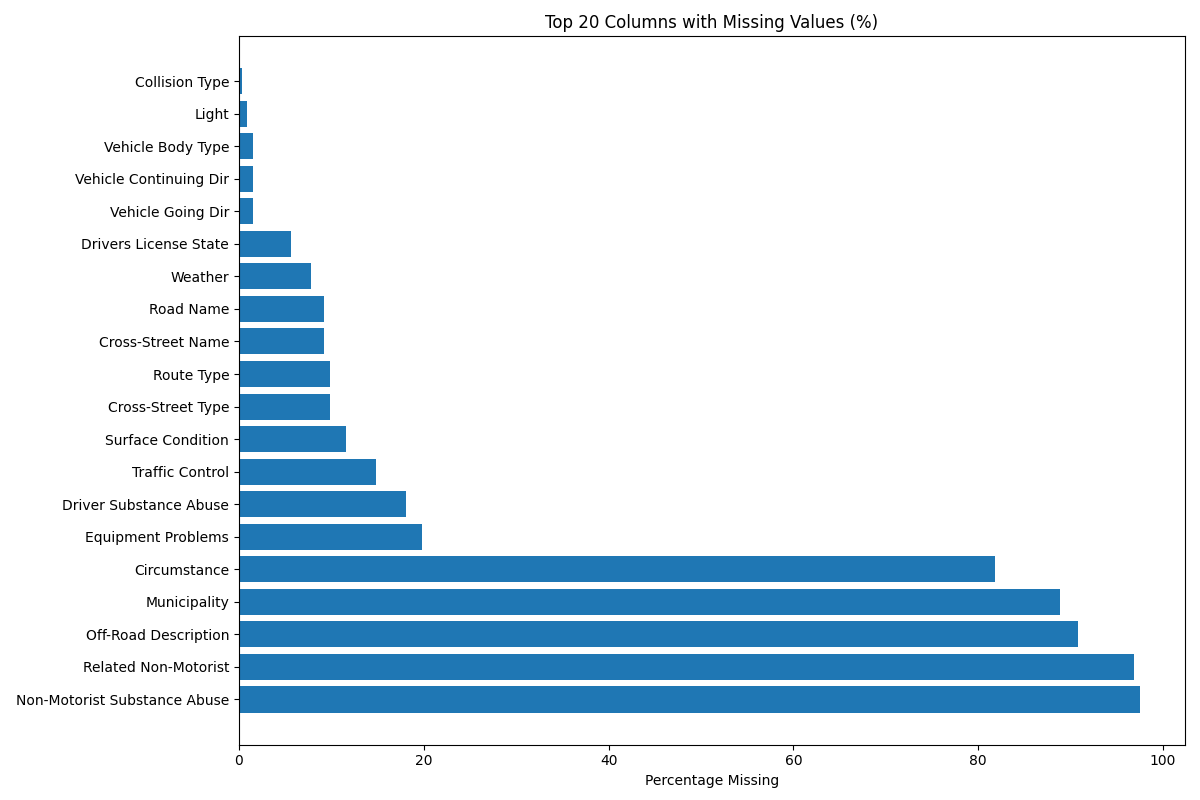 Top 20 Columns with Missing Values (%)
Collision Type
Light
Vehicle Body Type
Vehicle Continuing Dir
Vehicle Going Dir
Drivers License State
Weather
Road Name
Cross-Street Name
Route Type
Cross-Street Type
Surface Condition
Traffic Control
Driver Substance Abuse
Equipment Problems
Circumstance
Municipality
Off-Road Description
Related Non-Motorist
Non-Motorist Substance Abuse
0 20 40 60 80 100
Percentage Missing